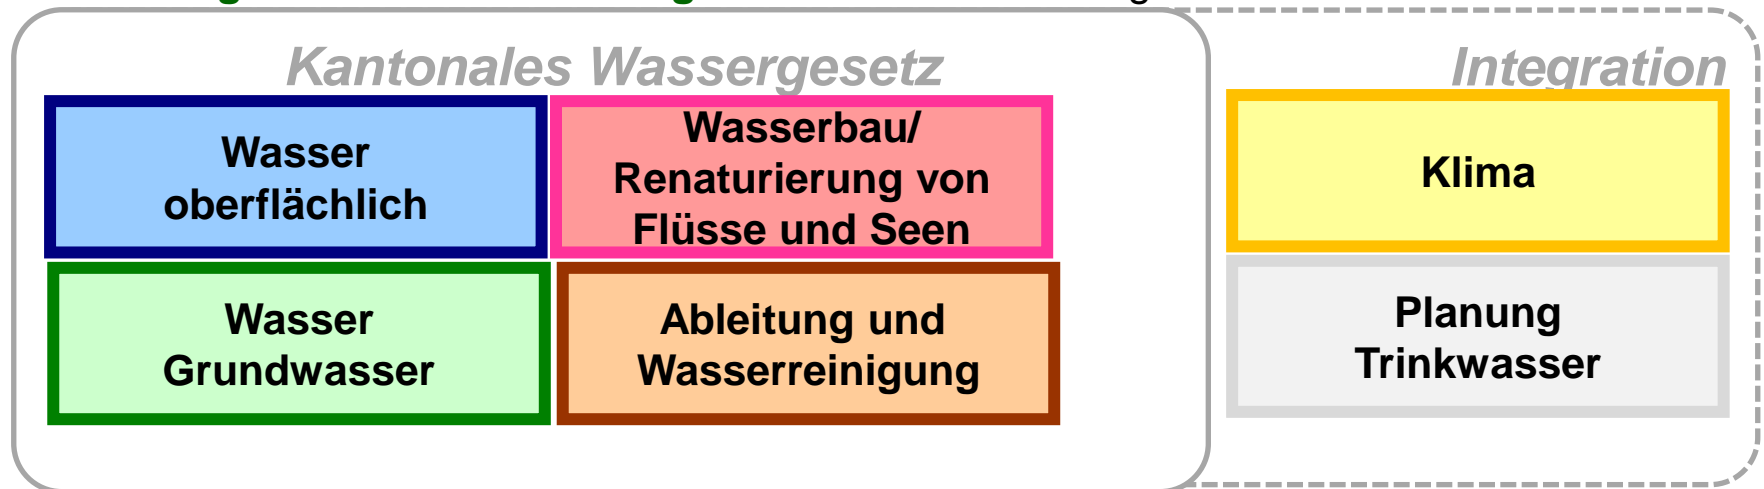 Kantonales Wassergesetz
Integration
Wasser
oberflächlich
Wasserbau/
Renaturierung von
Flüsse und Seen
Klima
Wasser
Grundwasser
Ableitung und
Wasserreinigung
Planung
Trinkwasser